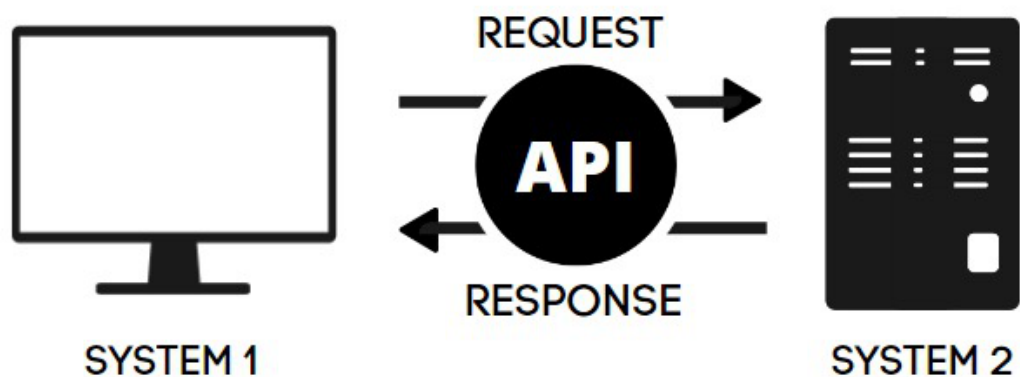 REQUEST
API
RESPONSE
SYSTEM 1
SYSTEM 2